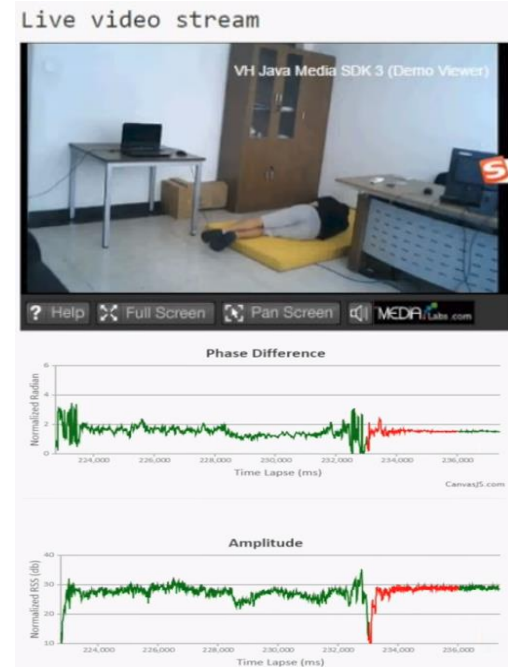 Live video stream
VH Java Media SDK 3 (Demo Viewer)
S
? Help Full Screen Pan Screen MEDIA Labs.com
Phase Difference
Normalized Radian
6
4
2
0
224,000 226,000 228,000 230,000 232,000 234,000 236,000
Time Lapse (ms)
CanvasJS.com
Amplitude
Normalized RSS (db)
40
30
20
10
224,000 226,000 228,000 230,000 232,000 234,000 236,000
Time Lapse (ms)